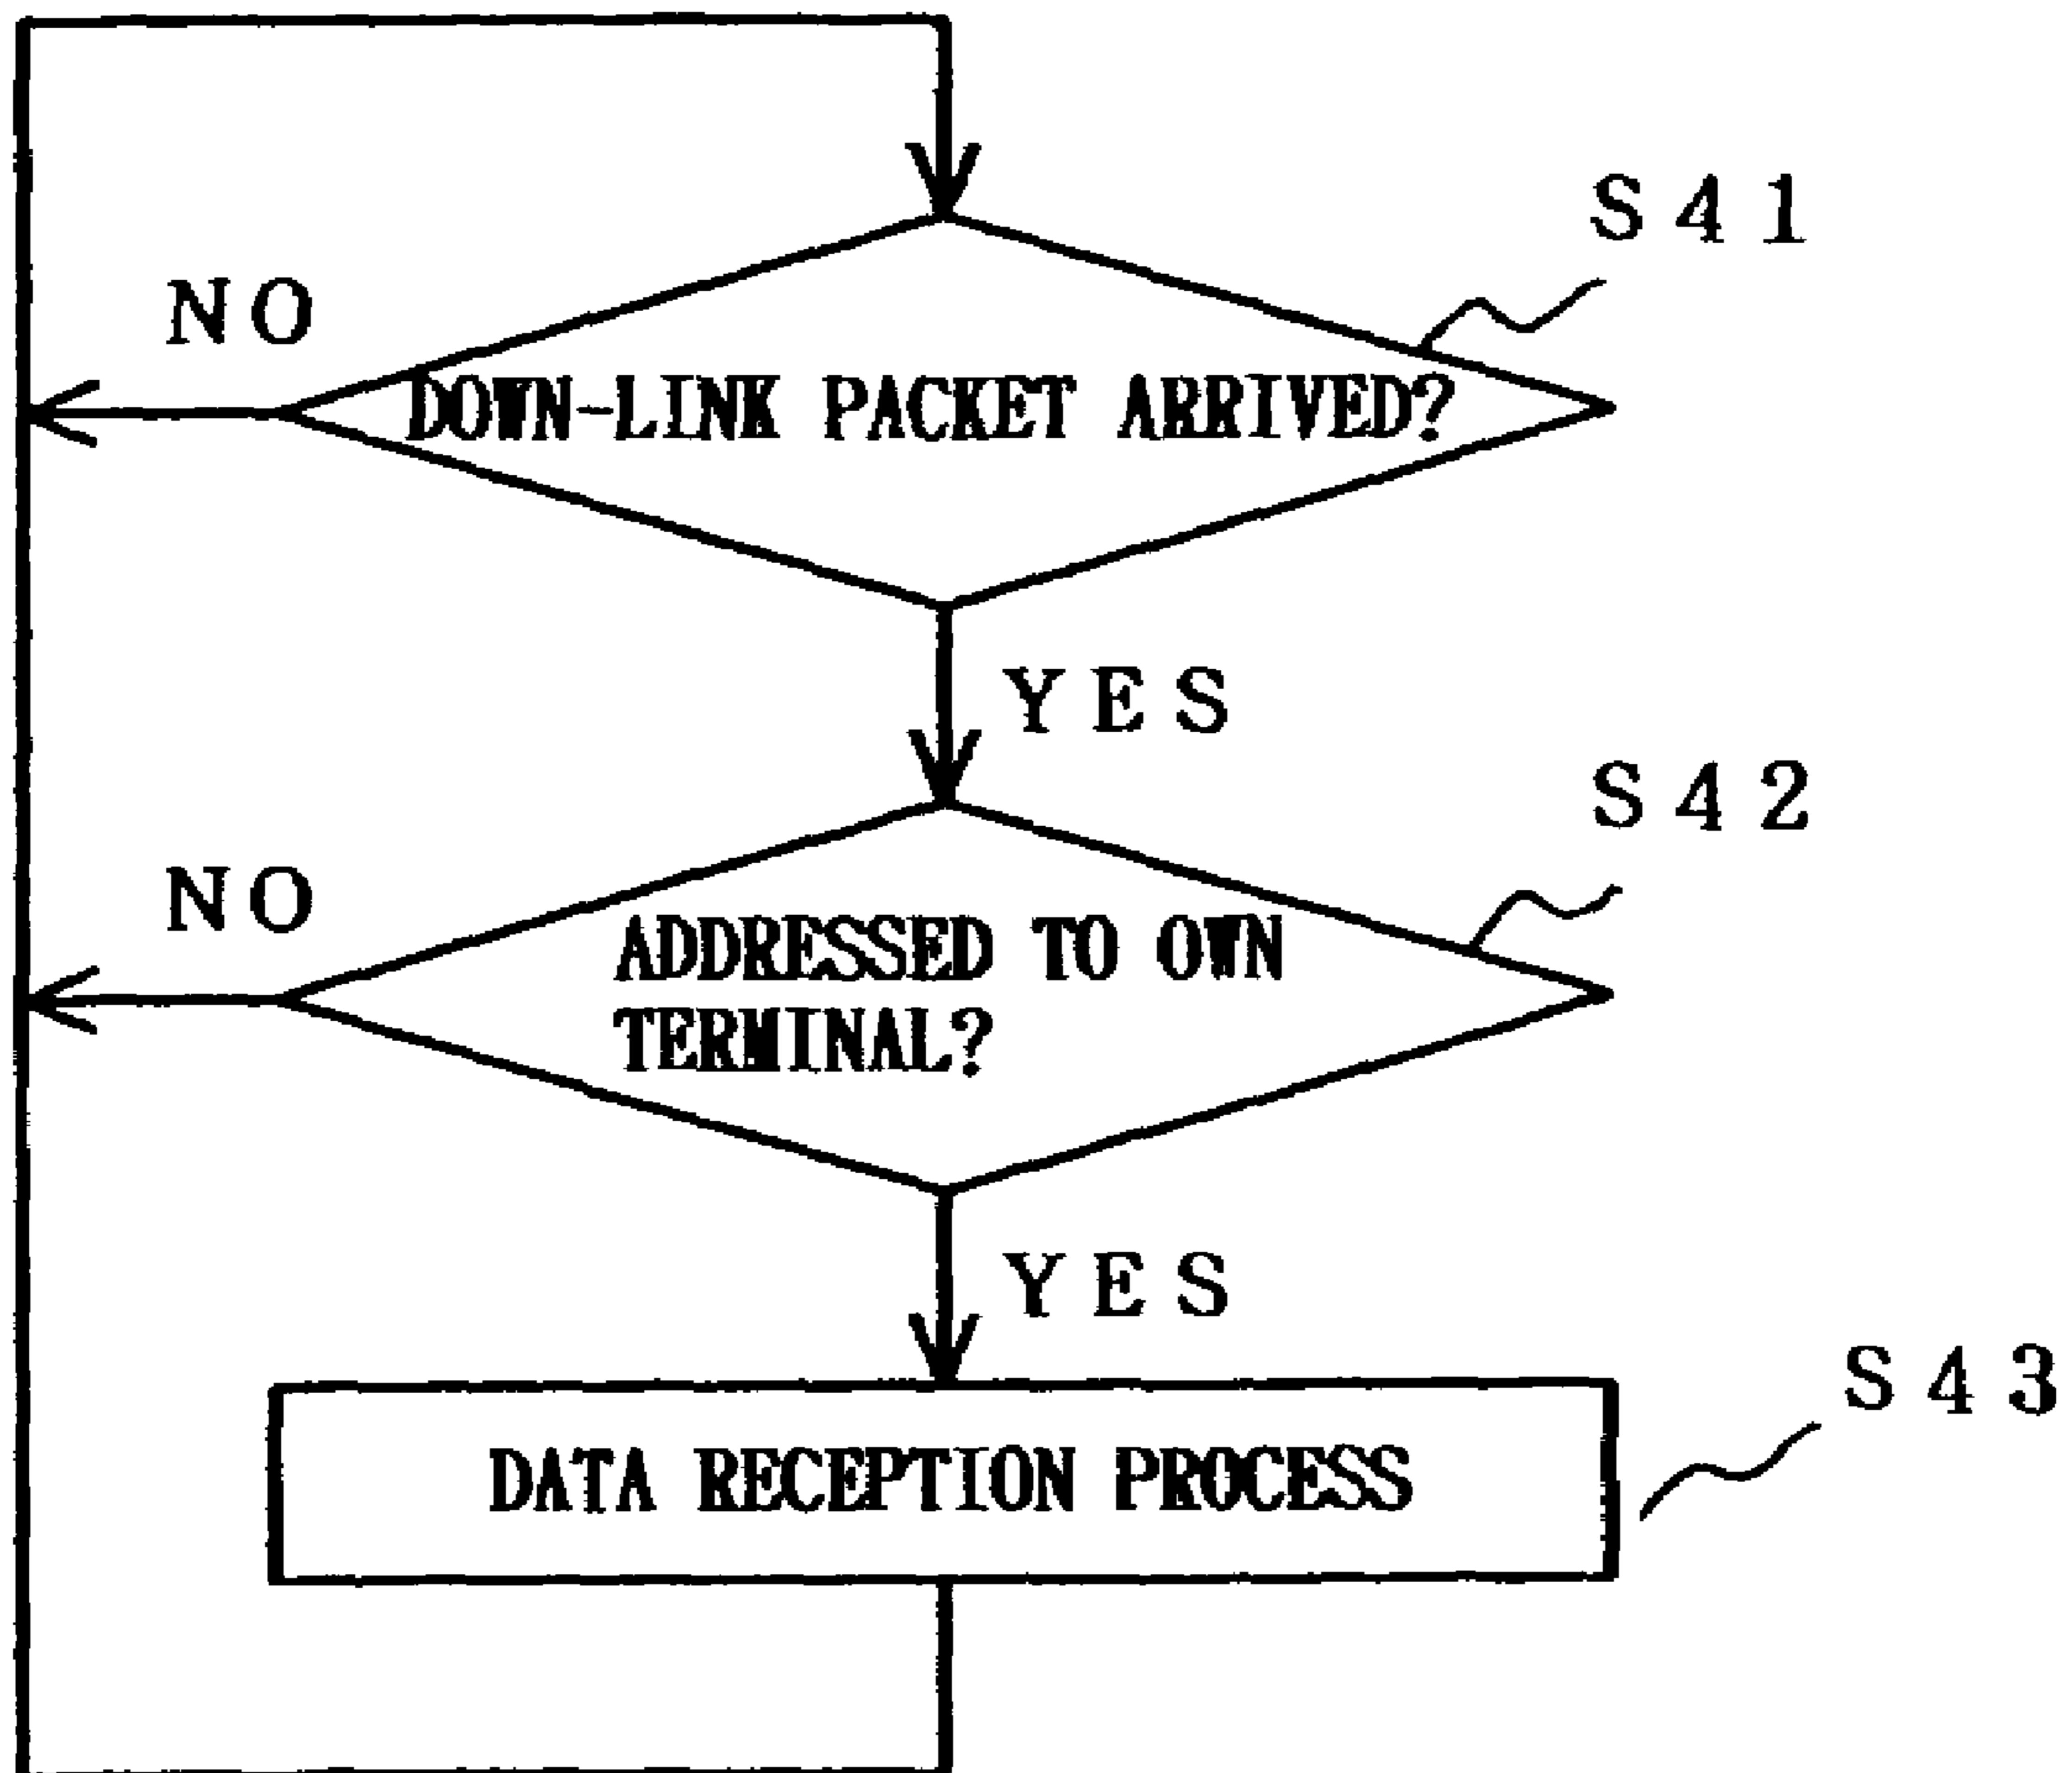 S41
NO
DOWN-LINK PACKET ARRIVED?
YES
S42
NO
ADDRESSED TO OWN
TERMINAL?
YES
S43
DATA RECEPTION PROCESS